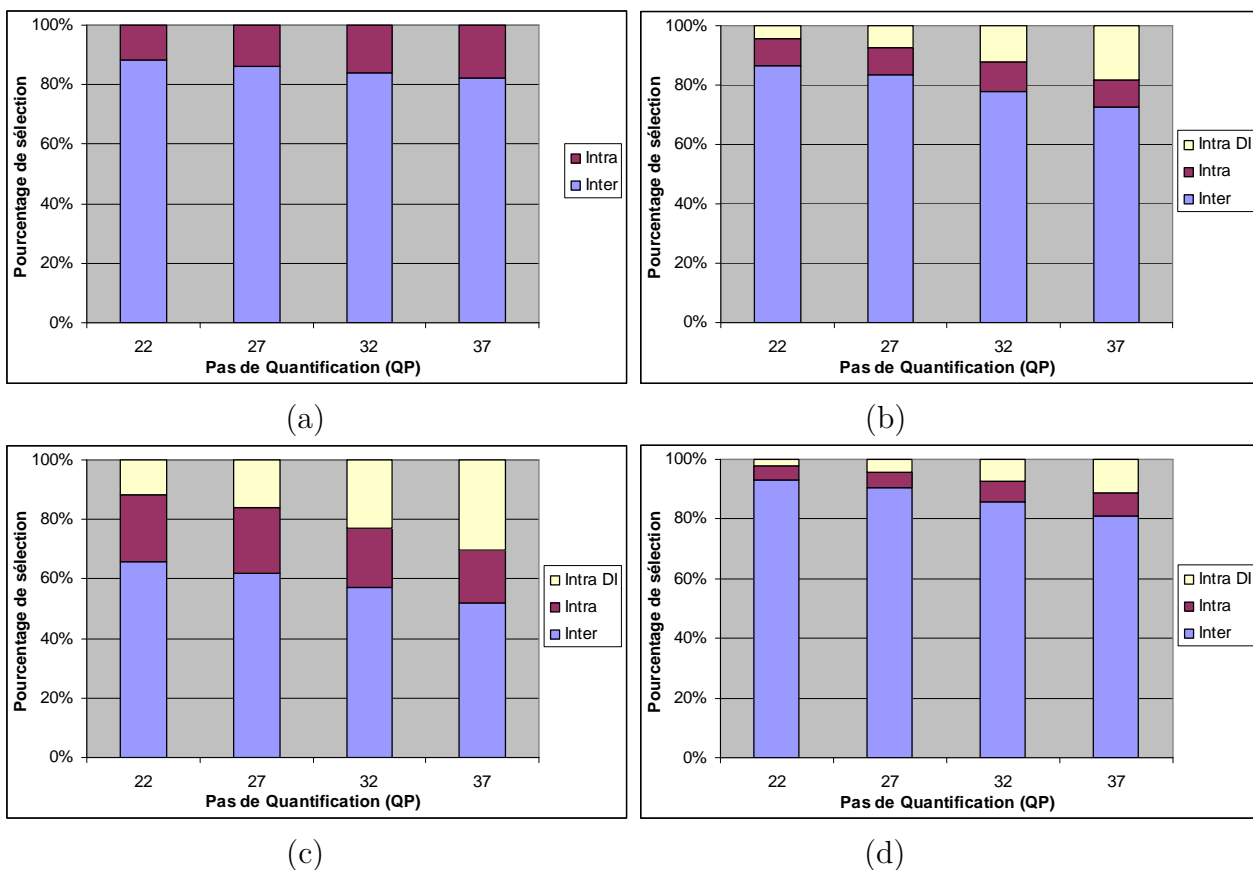 100%
80%
60%
40%
20%
0%
Pourcentage de sélection
22 27 32 37
Pas de Quantification (QP)
Intra
Inter
(a)
100%
80%
60%
40%
20%
0%
Pourcentage de sélection
22 27 32 37
Pas de Quantification (QP)
Intra DI
Intra
Inter
(b)
100%
80%
60%
40%
20%
0%
Pourcentage de sélection
22 27 32 37
Pas de Quantification (QP)
Intra DI
Intra
Inter
(c)
100%
80%
60%
40%
20%
0%
Pourcentage de sélection
22 27 32 37
Pas de Quantification (QP)
Intra DI
Intra
Inter
(d)